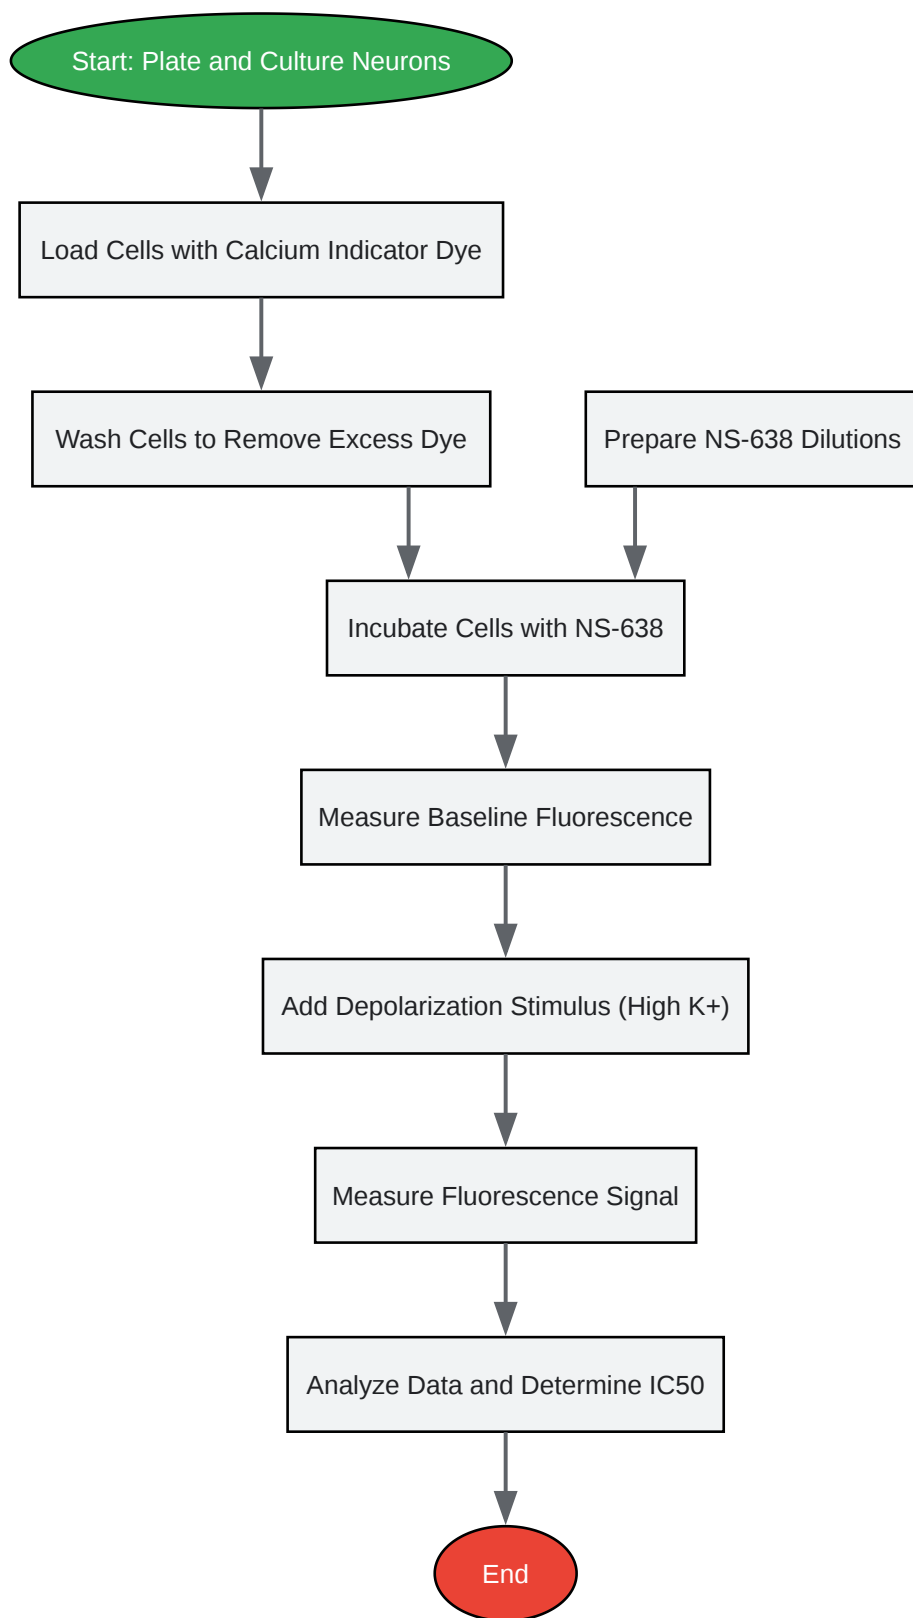 Start: Plate and Culture Neurons
Load Cells with Calcium Indicator Dye
Wash Cells to Remove Excess Dye
Prepare NS-638 Dilutions
Incubate Cells with NS-638
Measure Baseline Fluorescence
Add Depolarization Stimulus (High K+)
Measure Fluorescence Signal
Analyze Data and Determine IC50
End